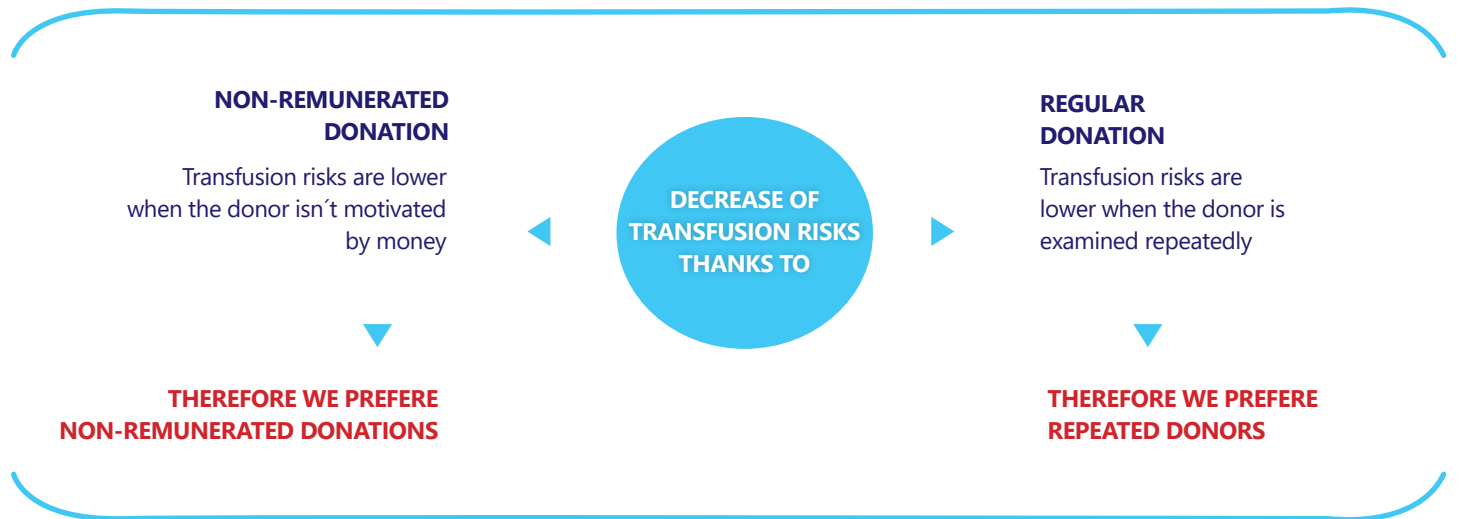 NON-REMUNERATED
DONATION
Transfusion risks are lower
when the donor isn´t motivated
by money
THEREFORE WE PREFERE
NON-REMUNERATED DONATIONS
DECREASE OF
TRANSFUSION RISKS
THANKS TO
REGULAR
DONATION
Transfusion risks are
lower when the donor is
examined repeatedly
THEREFORE WE PREFERE
REPEATED DONORS